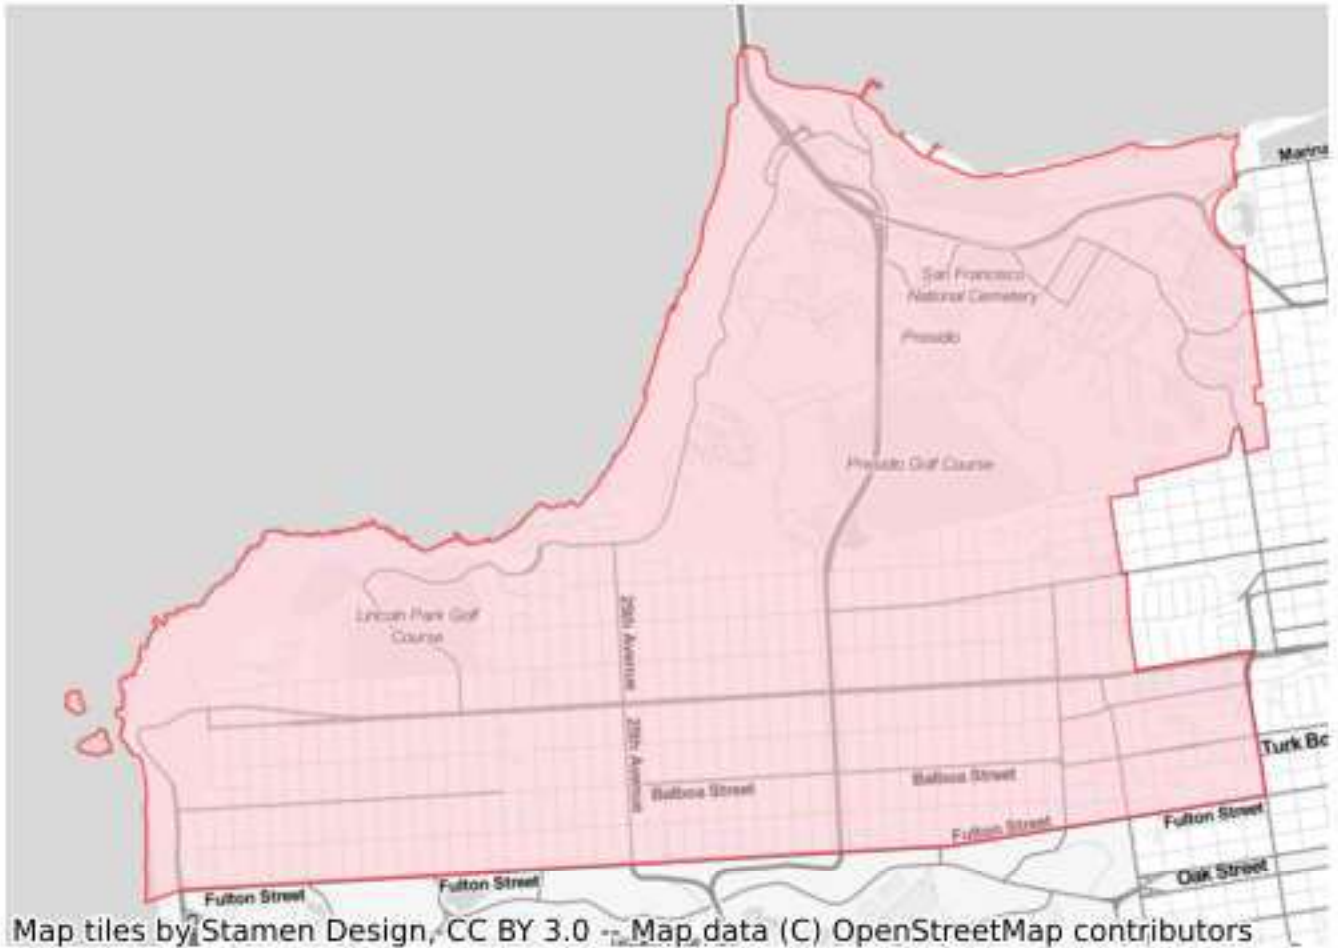 Marina
San Francisco
National Cemetery
Presidio
Presidio Golf Course
Lincoln Park Golf
Course
25th Avenue
25th Avenue
Turk Bo
Balboa Street
Balboa Street
Fulton Street
Fulton Street
Oak Street
Fulton Street
Fulton Street
Map tiles by Stamen Design, CC BY 3.0 -- Map data (C) OpenStreetMap contributors